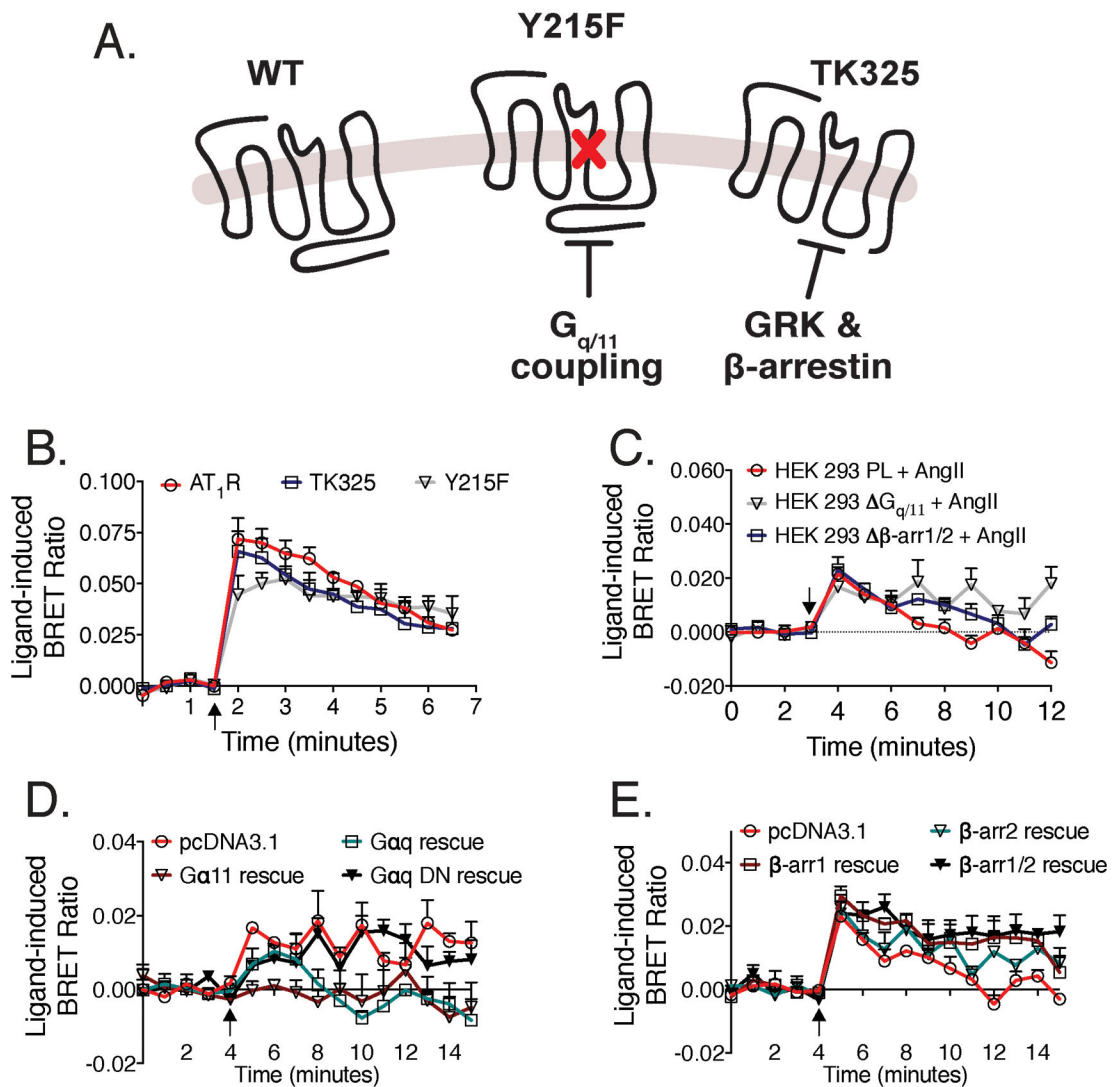 A.
WT
Y215F
TK325
G q/11
coupling
GRK &
β-arrestin
B.
Ligand-induced
BRET Ratio
0.100
0.075
0.050
0.025
0.000
AT1R
TK325
Y215F
1 2 3 4 5 6 7
Time (minutes)
C.
Ligand-induced
BRET Ratio
0.060
0.040
0.020
0.000
-0.020
HEK 293 PL + AngII
HEK 293 ΔGq/11 + AngII
HEK 293 Δβ-arr1/2 + AngII
0 2 4 6 8 10 12
Time (minutes)
D.
Ligand-induced
BRET Ratio
0.04
0.02
0.00
-0.02
pcDNA3.1
Gαq rescue
Gα11 rescue
Gαq DN rescue
2 4 6 8 10 12 14
Time (minutes)
E.
Ligand-induced
BRET Ratio
0.04
0.02
0.00
-0.02
pcDNA3.1
β-arr2 rescue
β-arr1 rescue
β-arr1/2 rescue
2 4 6 8 10 12 14
Time (minutes)